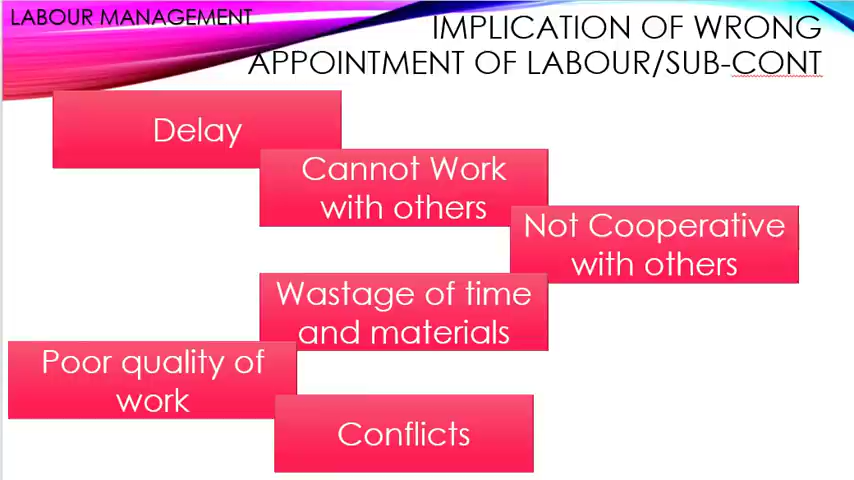 LABOUR MANAGEMENT
IMPLICATION OF WRONG
APPOINTMENT OF LABOUR/SUB-CONT
Delay
Cannot Work
with others
Not Cooperative
with others
Wastage of time
and materials
Poor quality of
work
Conflicts